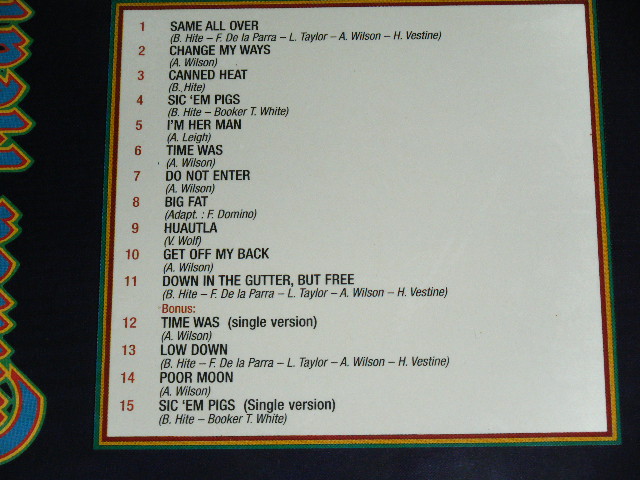 1 SAME ALL OVER
(B. Hite – F. De la Parra – L. Taylor – A. Wilson – H. Vestine)
2 CHANGE MY WAYS
(A. Wilson)
3 CANNED HEAT
(B. Hite)
4 SIC 'EM PIGS
(B. Hite – Booker T. White)
5 I'M HER MAN
(A. Leigh)
6 TIME WAS
(A. Wilson)
7 DO NOT ENTER
(A. Wilson)
8 BIG FAT
(Adapt. : F. Domino)
9 HUAUTLA
(V. Wolf)
10 GET OFF MY BACK
(A. Wilson)
11 DOWN IN THE GUTTER, BUT FREE
(B. Hite – F. De la Parra – L. Taylor – A. Wilson – H. Vestine)
Bonus:
12 TIME WAS (single version)
(A. Wilson)
13 LOW DOWN
(B. Hite – F. De la Parra – L. Taylor – A. Wilson – H. Vestine)
14 POOR MOON
(A. Wilson)
15 SIC 'EM PIGS (Single version)
(B. Hite – Booker T. White)